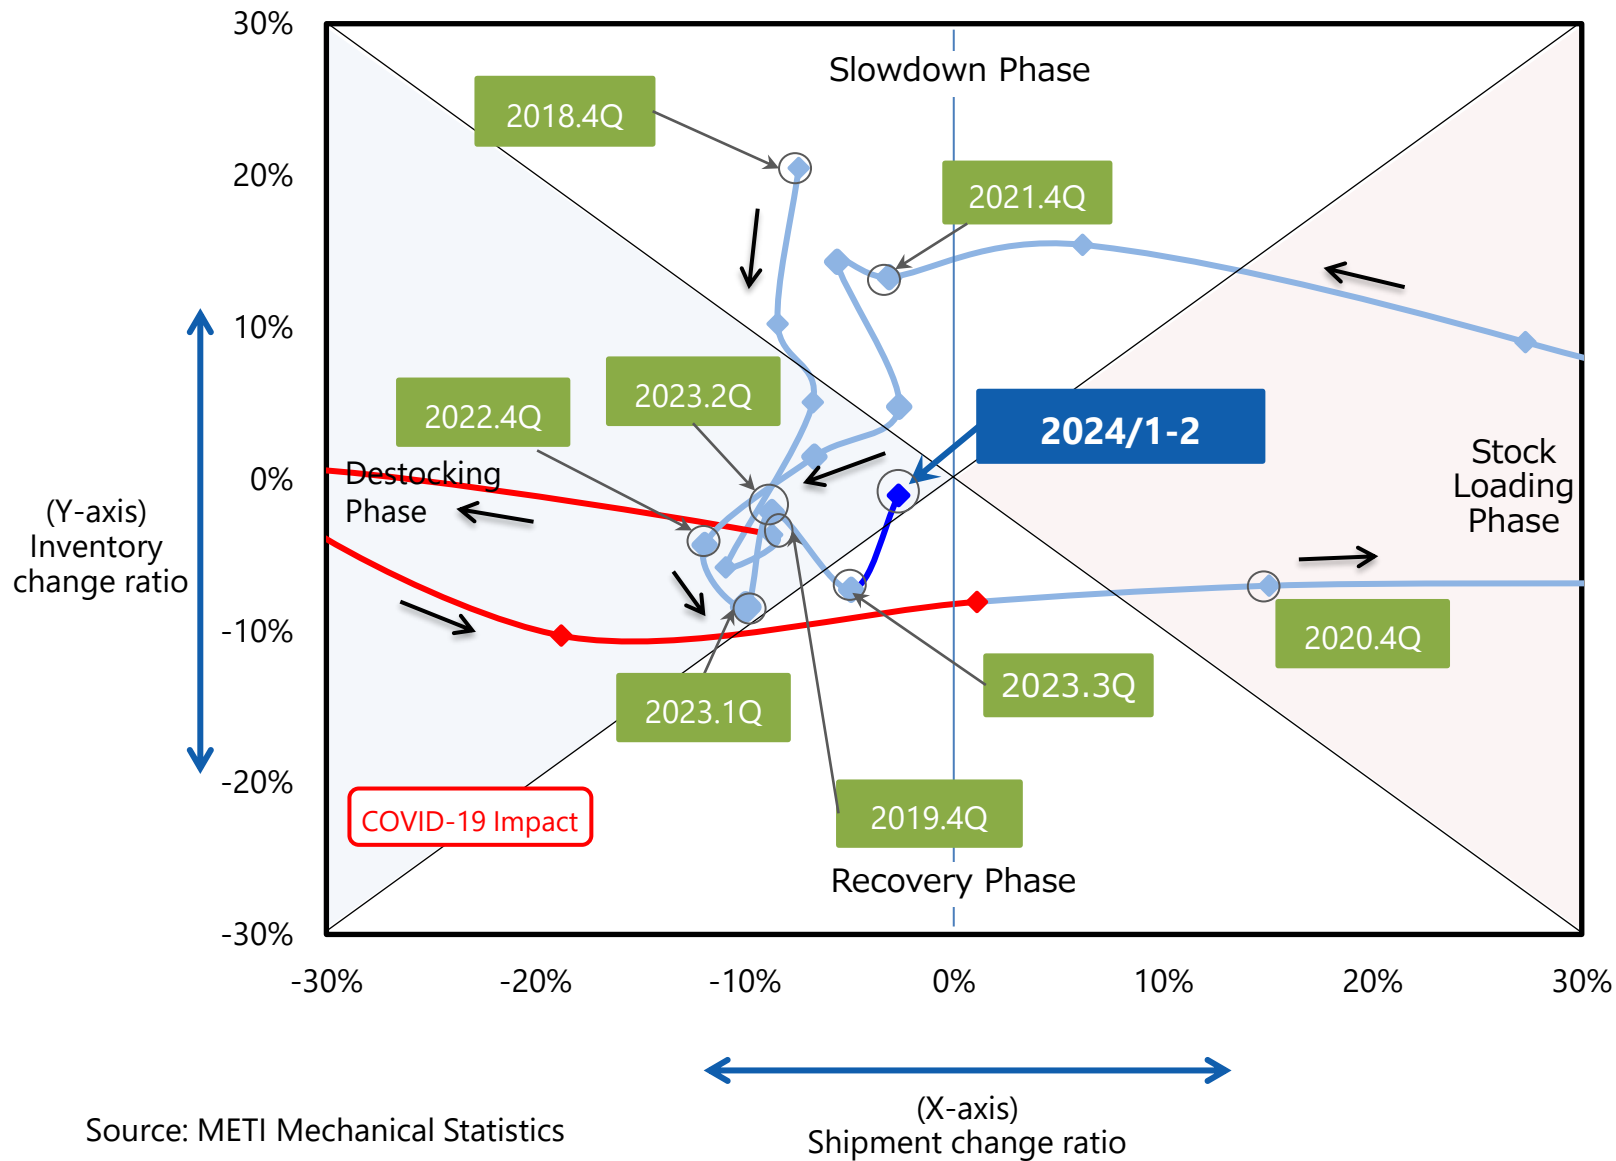 30%
Slowdown Phase
2018.4Q
20%
2021.4Q
10%
2023.2Q
2022.4Q
2024/1-2
0%
Destocking
Phase
Stock
Loading
Phase
(Y-axis)
Inventory
change ratio
-10%
2020.4Q
2023.3Q
2023.1Q
-20%
COVID-19 Impact
2019.4Q
Recovery Phase
-30%
-30%
-20%
-10%
0%
10%
20%
30%
(X-axis)
Shipment change ratio
Source: METI Mechanical Statistics